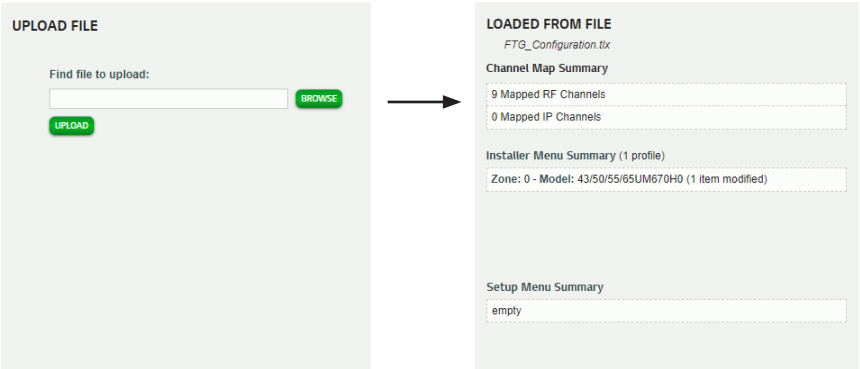 UPLOAD FILE
Find file to upload:
BROWSE
UPLOAD
LOADED FROM FILE
FTG_Configuration.tlx
Channel Map Summary
9 Mapped RF Channels
0 Mapped IP Channels
Installer Menu Summary (1 profile)
Zone: 0 - Model: 43/50/55/65UM670H0 (1 item modified)
Setup Menu Summary
empty